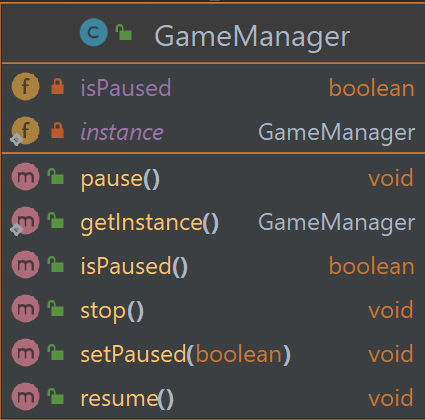 GameManager
isPaused boolean
instance GameManager
pause() void
getInstance() GameManager
isPaused() boolean
stop() void
setPaused(boolean) void
resume() void